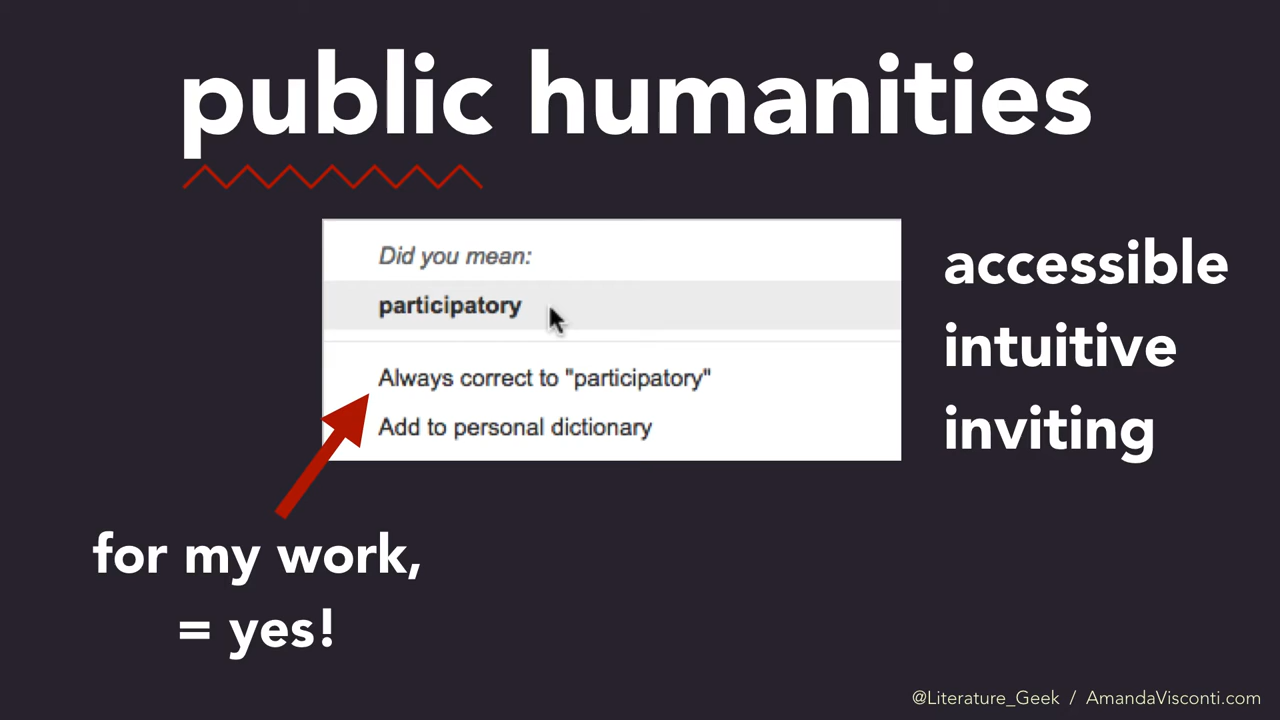 public humanities
Did you mean:
participatory
Always correct to "participatory"
Add to personal dictionary
accessible
intuitive
inviting
for my work,
= yes!
@Literature_Geek / AmandaVisconti.com